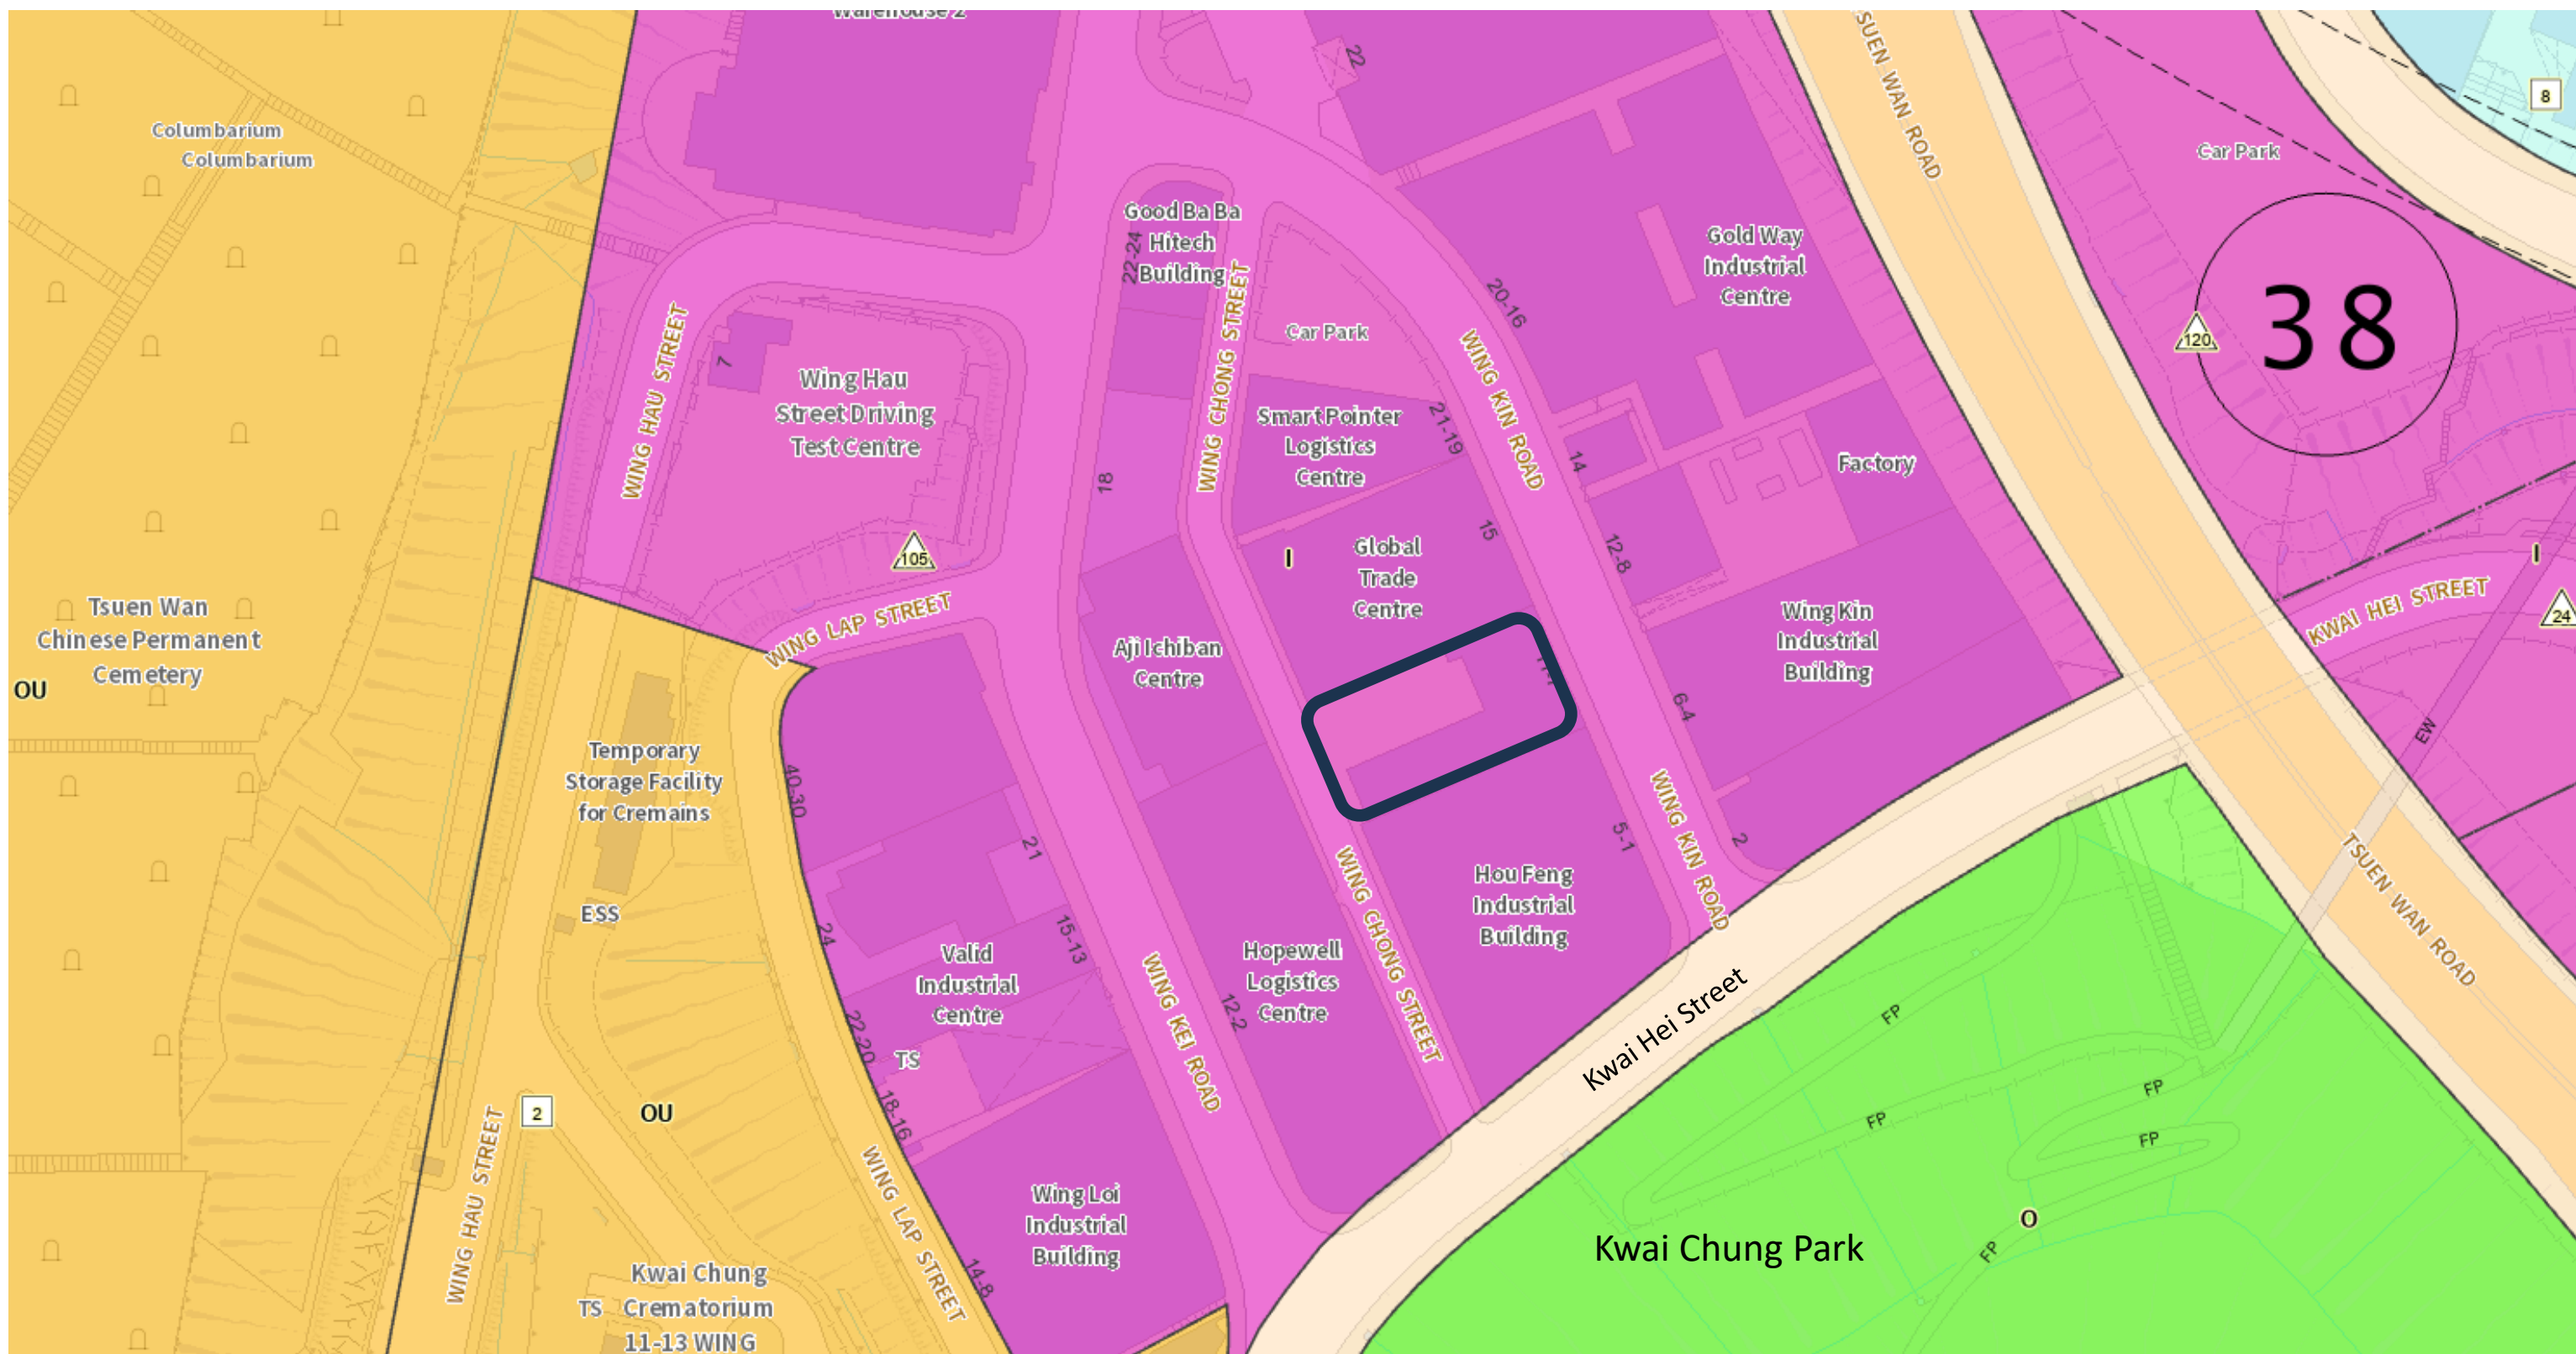 Warehouse 2
TSUEN WAN ROAD
22
8
Columbarium
Columbarium
Car Park
Good Ba Ba
Hitech
Building
22-24
Gold Way
Industrial
Centre
20-16
38
120
Car Park
WING HAU STREET
7
Wing Hau
Street Driving
Test Centre
WING CHONG STREET
WING KIN ROAD
Smart Pointer
Logistics
Centre
21-19
14
Factory
18
15
12-8
105
I
Global
Trade
Centre
I
KWAI HEI STREET
24
Tsuen Wan
Chinese Permanent
Cemetery
OU
WING LAP STREET
Aji Ichiban
Centre
Wing Kin
Industrial
Building
6-4
EW
Temporary
Storage Facility
for Cremains
40-30
21
5-1
2
WING KIN ROAD
TSUEN WAN ROAD
ESS
24
15-13
Valid
Industrial
Centre
Hopewell
Logistics
Centre
12-2
WING CHONG STREET
Hou Feng
Industrial
Building
WING KEI ROAD
Kwai Hei Street
FP
22-20
TS
18-16
2
OU
FP
FP
FP
WING HAU STREET
WING LAP STREET
Wing Loi
Industrial
Building
14-8
Kwai Chung Park
O
FP
Kwai Chung
TS
Crematorium
11-13 WING